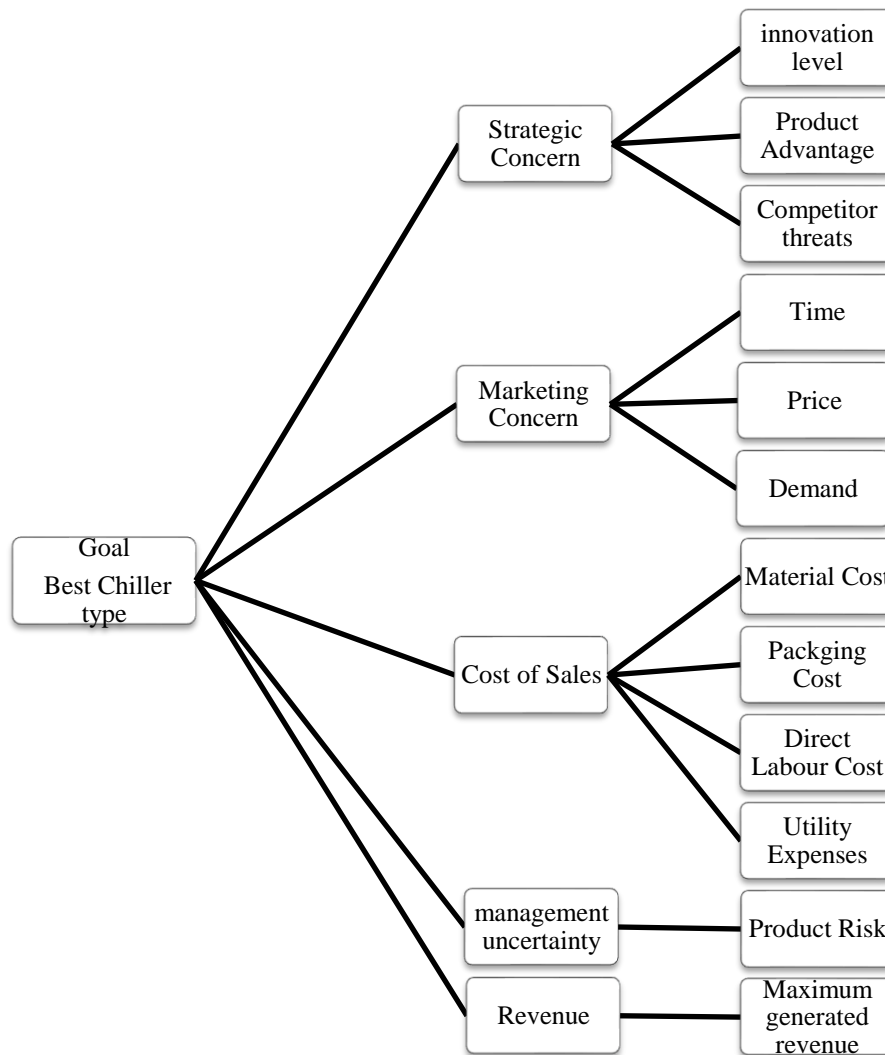 innovation
level
Strategic
Concern
Product
Advantage
Competitor
threats
Time
Marketing
Concern
Price
Demand
Goal
Best Chiller
type
Material Cost
Cost of Sales
Packging
Cost
Direct
Labour Cost
Utility
Expenses
management
uncertainty
Product Risk
Revenue
Maximum
generated
revenue